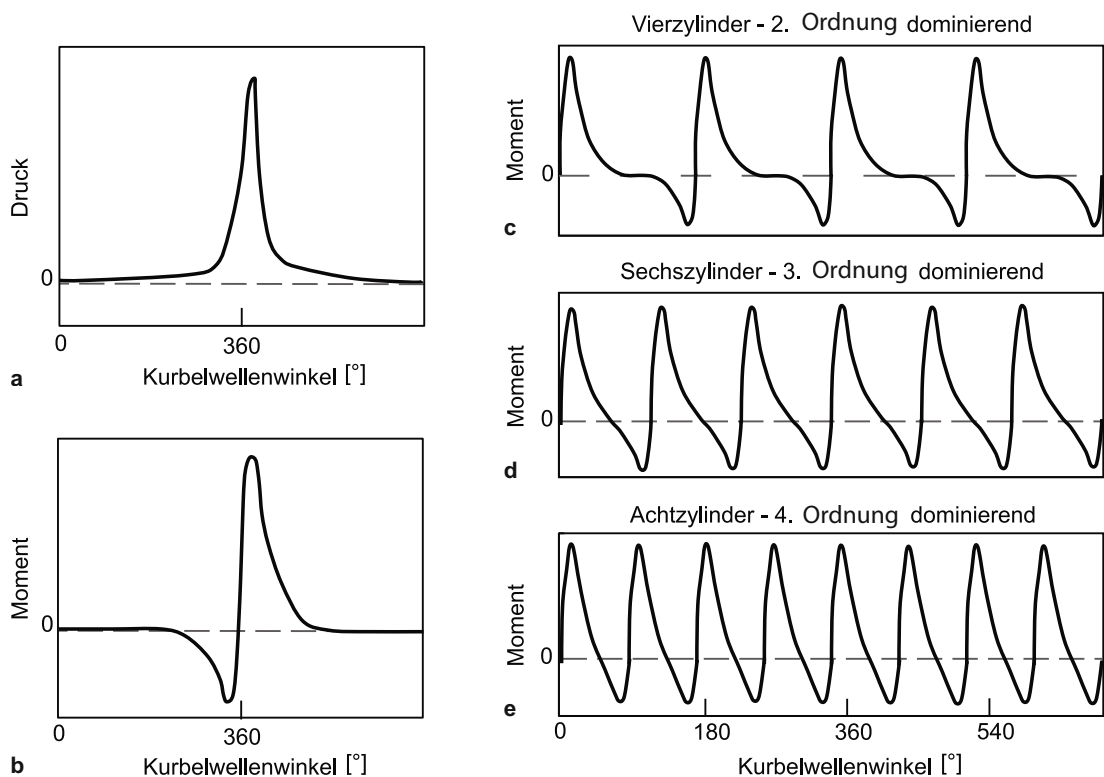 Druck
0
0
360
a
Kurbelwellenwinkel [°]
Moment
0
0
360
b
Kurbelwellenwinkel [°]
Vierzylinder - 2. Ordnung dominierend
Moment
0
c
Sechszylinder - 3. Ordnung dominierend
Moment
0
d
Achtzylinder - 4. Ordnung dominierend
Moment
0
e
0 180 360 540
Kurbelwellenwinkel [°]